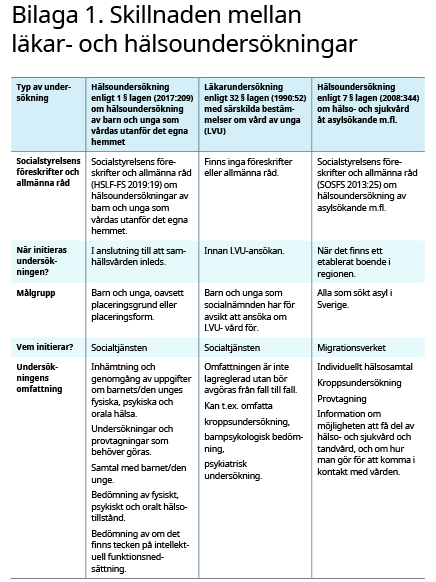 Bilaga 1. Skillnaden mellan
läkar- och hälsoundersökningar
Typ av under-
sökning
Hälsoundersökning
enligt 1 § lagen (2017:209)
om hälsoundersökning
av barn och unga som
vårdas utanför det egna
hemmet
Läkarundersökning
enligt 32 § lagen (1990:52)
med särskilda bestäm-
melser om vård av unga
(LVU)
Hälsoundersökning
enligt 7 § lagen (2008:344)
om hälso- och sjukvård
åt asylsökande m.fl.
Socialstyrelsens
föreskrifter och
allmänna råd
Socialstyrelsens före-
skrifter och allmänna råd
(HSLF-FS 2019:19) om
hälsoundersökningar av
barn och unga som
vårdas utanför det egna
hemmet.
Finns inga föreskrifter
eller allmänna råd.
Socialstyrelsens före-
skrifter och allmänna råd
(SOSFS 2013:25) om
hälsoundersökning av
asylsökande m.fl.
När initieras
undersök-
ningen?
I anslutning till att sam-
hällsvården inleds.
Innan LVU-ansökan.
När det finns ett
etablerat boende i
regionen.
Målgrupp
Barn och unga, oavsett
placeringsgrund eller
placeringsform.
Barn och unga som
socialnämnden har för
avsikt att ansöka om
LVU- vård för.
Alla som sökt asyl i
Sverige.
Vem initierar?
Socialtjänsten
Socialtjänsten
Migrationsverket
Undersök-
ningens
omfattning
Inhämtning och
genomgång av uppgifter
om barnets/den unges
fysiska, psykiska och
orala hälsa.
Undersökningar och
provtagningar som
behöver göras.
Samtal med barnet/den
unge.
Bedömning av fysiskt,
psykiskt och oralt hälso-
tillstånd.
Bedömning av om det
finns tecken på intellekt-
uell funktionsned-
sättning.
Omfattningen är inte
lagreglerad utan bör
avgöras från fall till fall.
Kan t.ex. omfatta
kroppsundersökning,
barnpsykologisk bedöm-
ning,
psykiatrisk
undersökning.
Individuellt hälsosamtal
Kroppsundersökning
Provtagning
Information om
möjligheten att få del av
hälso- och sjukvård och
tandvård, och om hur
man gör för att komma i
kontakt med vården.